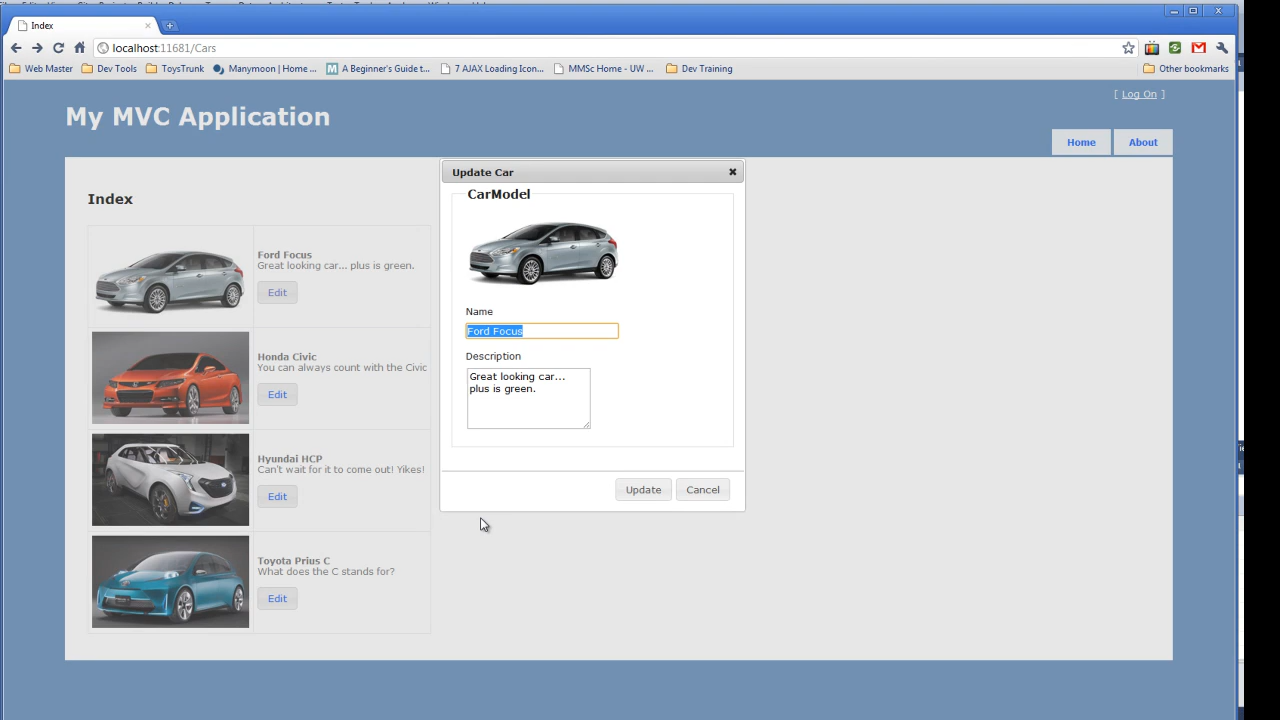 Index
localhost:11681/Cars
Web Master
Dev Tools
ToysTrunk
Manymoon | Home ...
A Beginner's Guide t...
7 AJAX Loading Icon...
MMSc Home - UW ...
Dev Training
Other bookmarks
[ Log On ]
My MVC Application
Home
About
Index
Ford Focus
Great looking car... plus is green.
Edit
Honda Civic
You can always count with the Civic
Edit
Hyundai HCP
Can't wait for it to come out! Yikes!
Edit
Toyota Prius C
What does the C stands for?
Edit
Update Car
CarModel
Name
Ford Focus
Description
Great looking car...
plus is green.
Update
Cancel